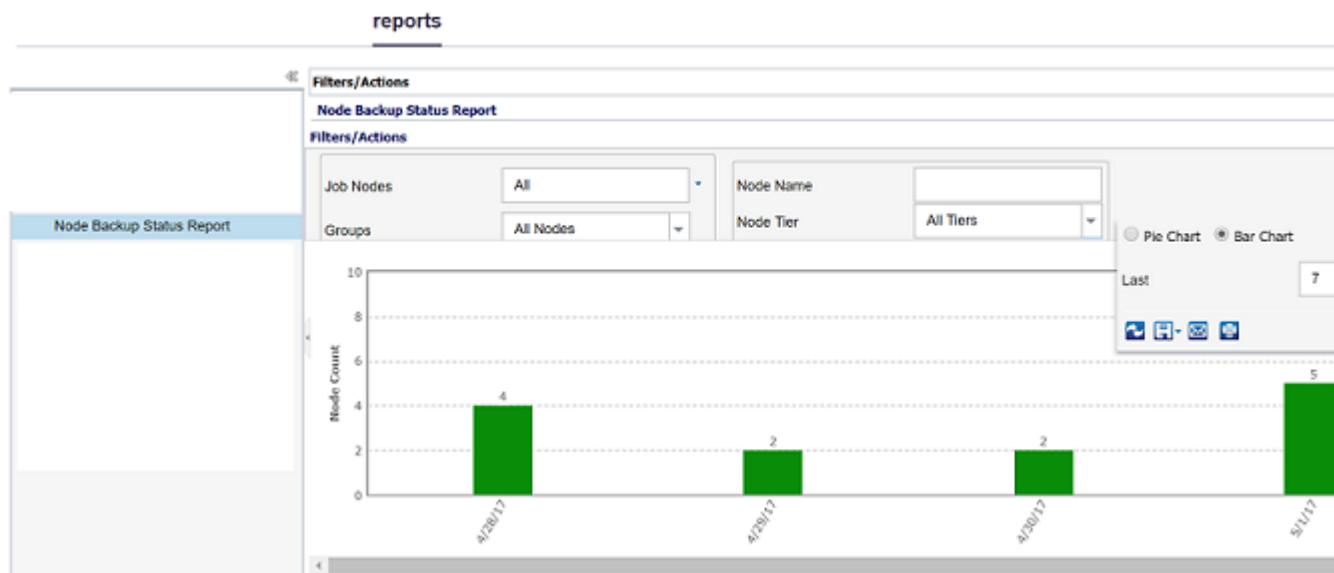 reports
Filters/Actions
Node Backup Status Report
Filters/Actions
Job Nodes All Node Name
Groups All Nodes Node Tier All Tiers
Node Backup Status Report
Pie Chart Bar Chart
Last 7
10
8
6
4
2
0
Node Count
4
2
2
5
4/28/17
4/29/17
4/30/17
5/1/17